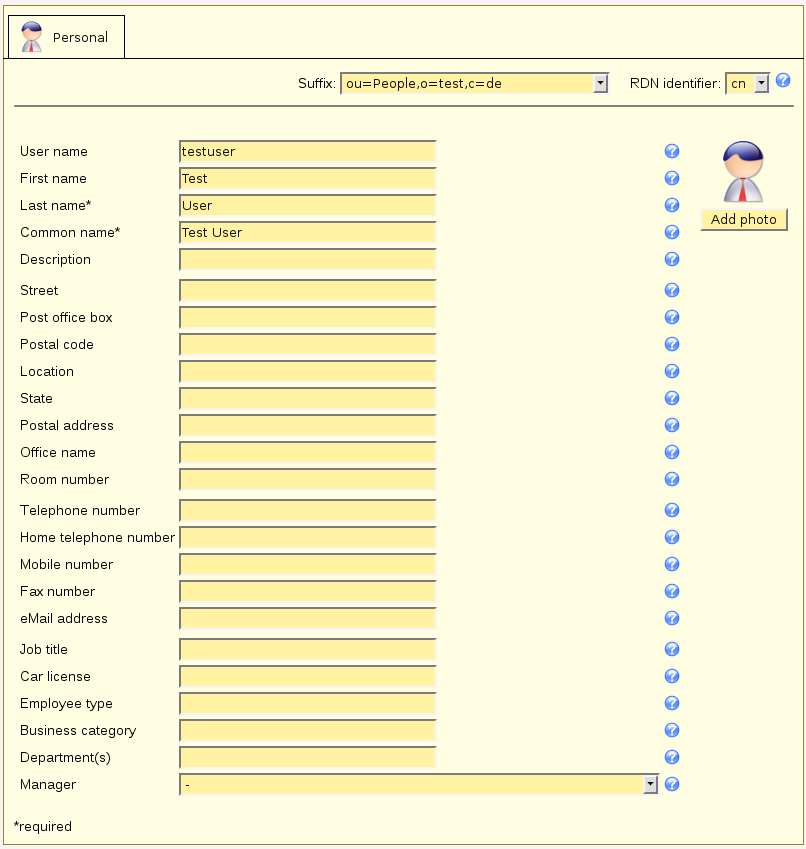 Personal
Suffix: ou=People,o=test,c=de RDN identifier: cn ?
User name testuser ?
First name Test ?
Last name* User ?
Add photo
Common name* Test User ?
Description ?
Street ?
Post office box ?
Postal code ?
Location ?
State ?
Postal address ?
Office name ?
Room number ?
Telephone number ?
Home telephone number ?
Mobile number ?
Fax number ?
eMail address ?
Job title ?
Car license ?
Employee type ?
Business category ?
Department(s) ?
Manager - ?
*required